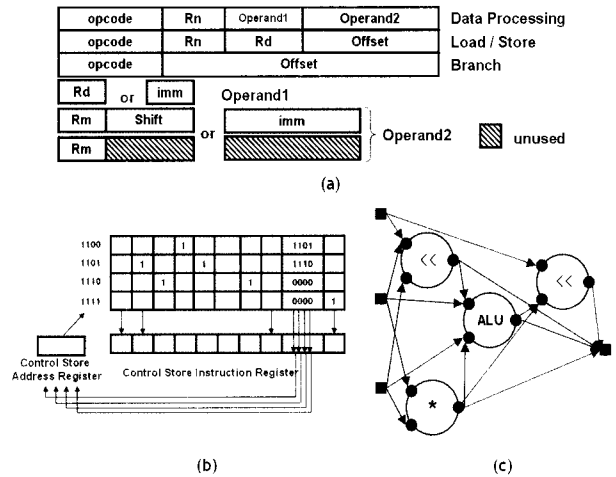 opcode Rn Operand1 Operand2 Data Processing
opcode Rn Rd Offset Load / Store
opcode Offset Branch
Rd or imm Operand1
Rm Shift or imm Operand2 unused
Rm
(a)
1100 1 1101
1101 1 1 1110
1110 1 1 0000
1111 0000 1
Control Store
Address Register
Control Store Instruction Register
(b)
<<
<<
ALU
*
(c)